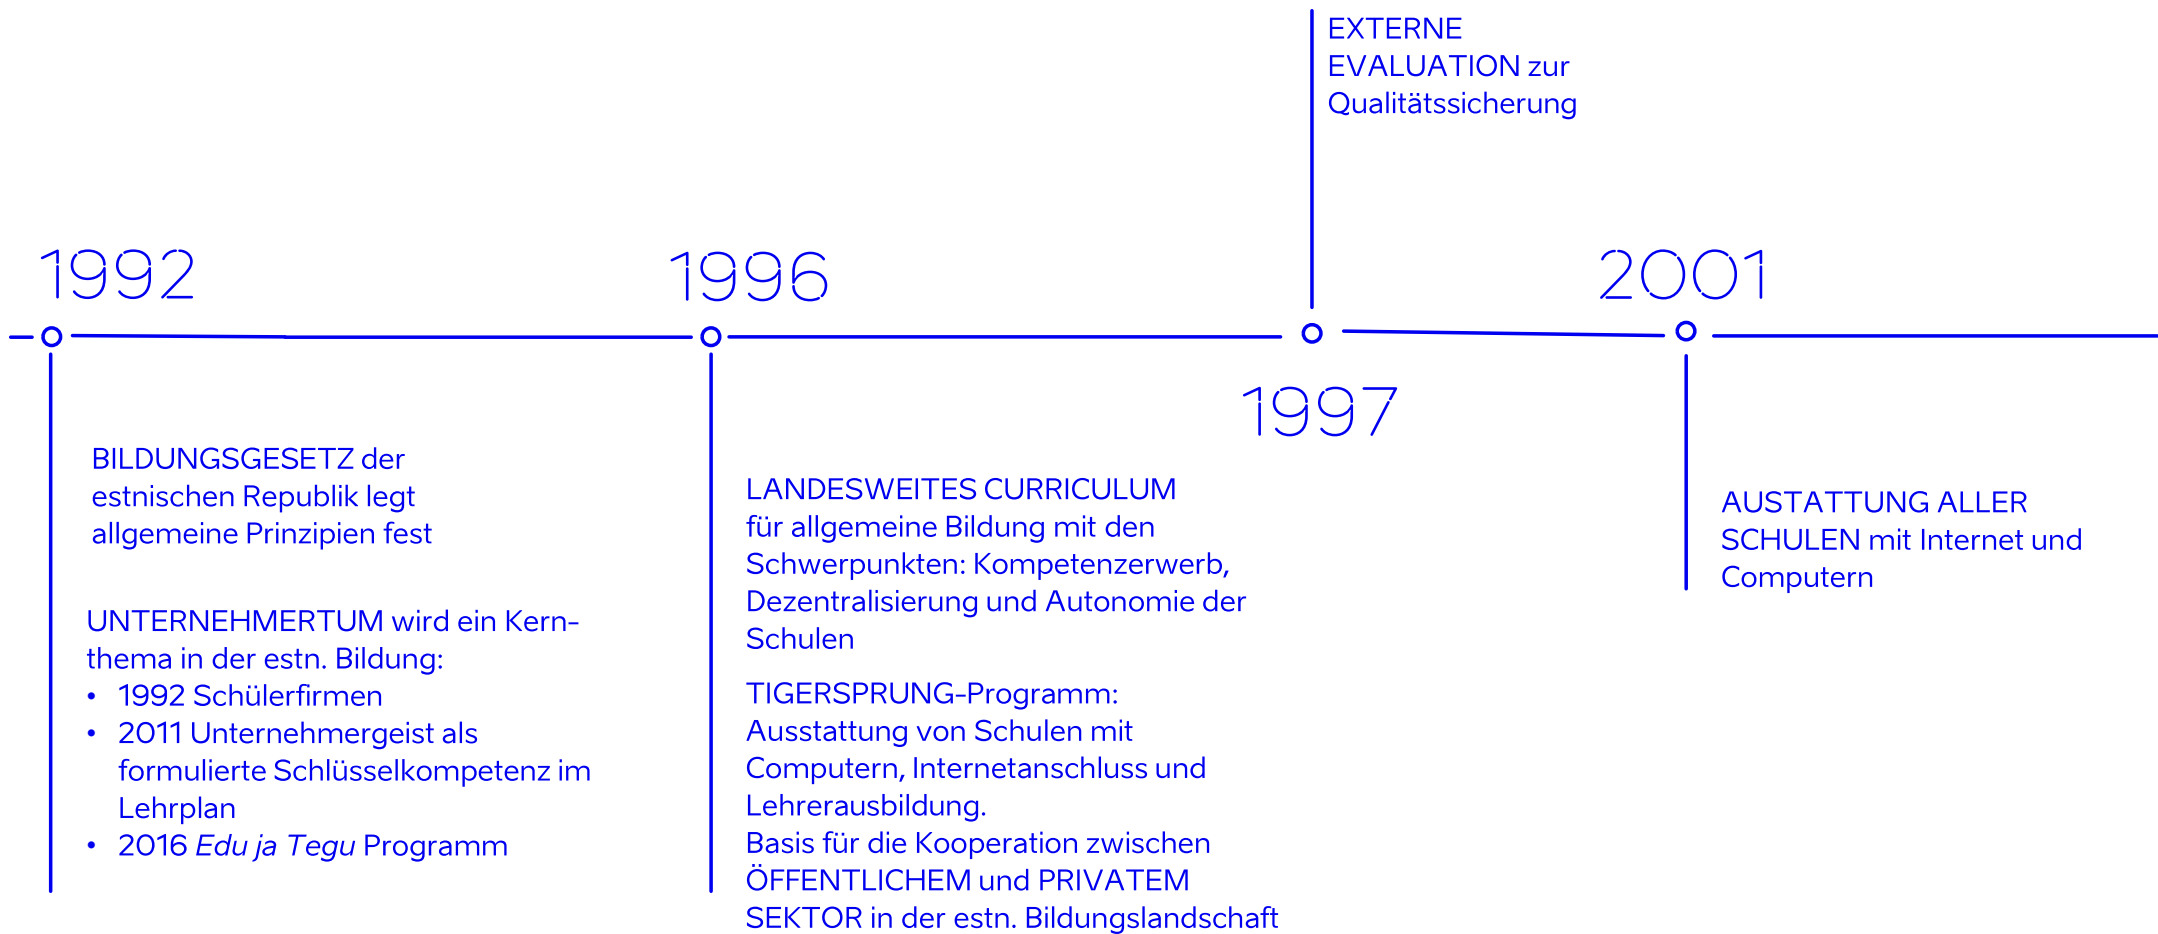 1992
BILDUNGSGESETZ der
estnischen Republik legt
allgemeine Prinzipien fest
UNTERNEHMERTUM wird ein Kern-
thema in der estn. Bildung:
• 1992 Schülerfirmen
• 2011 Unternehmergeist als
formulierte Schlüsselkompetenz im
Lehrplan
• 2016 Edu ja Tegu Programm
1996
LANDESWEITES CURRICULUM
für allgemeine Bildung mit den
Schwerpunkten: Kompetenzerwerb,
Dezentralisierung und Autonomie der
Schulen
TIGERSPRUNG-Programm:
Ausstattung von Schulen mit
Computern, Internetanschluss und
Lehrerausbildung.
Basis für die Kooperation zwischen
ÖFFENTLICHEM und PRIVATEM
SEKTOR in der estn. Bildungslandschaft
EXTERNE
EVALUATION zur
Qualitätssicherung
1997
2001
AUSTATTUNG ALLER
SCHULEN mit Internet und
Computern